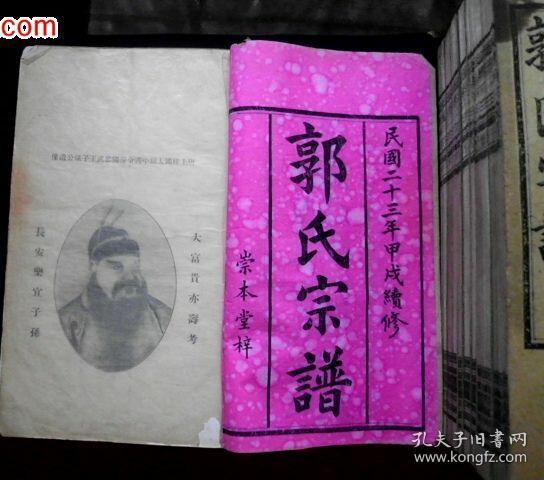 民國二十三年甲戌續修
郭氏宗譜
崇本堂梓
大富貴亦壽考
長安樂宜子孫
孔夫子旧书网
www.kongfz.com
com